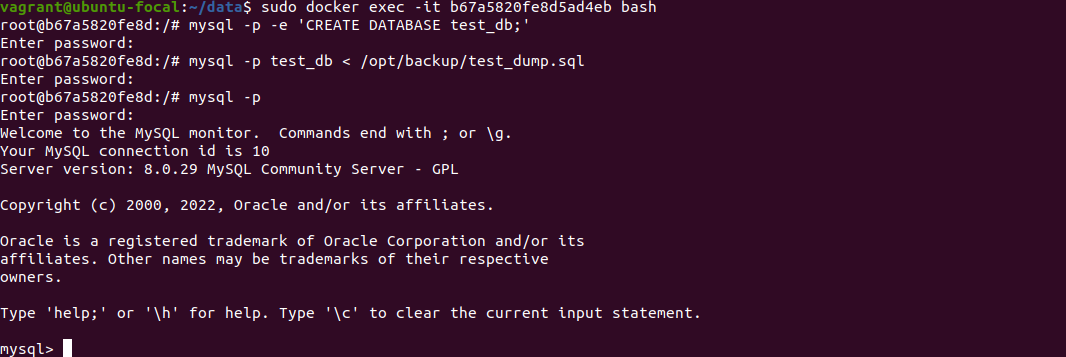 vagrant@ubuntu-focal:~/data$ sudo docker exec -it b67a5820fe8d5ad4eb bash
root@b67a5820fe8d:/# mysql -p -e 'CREATE DATABASE test_db;'
Enter password:
root@b67a5820fe8d:/# mysql -p test_db < /opt/backup/test_dump.sql
Enter password:
root@b67a5820fe8d:/# mysql -p
Enter password:
Welcome to the MySQL monitor.  Commands end with ; or \g.
Your MySQL connection id is 10
Server version: 8.0.29 MySQL Community Server - GPL

Copyright (c) 2000, 2022, Oracle and/or its affiliates.

Oracle is a registered trademark of Oracle Corporation and/or its
affiliates. Other names may be trademarks of their respective
owners.

Type 'help;' or '\h' for help. Type '\c' to clear the current input statement.

mysql>